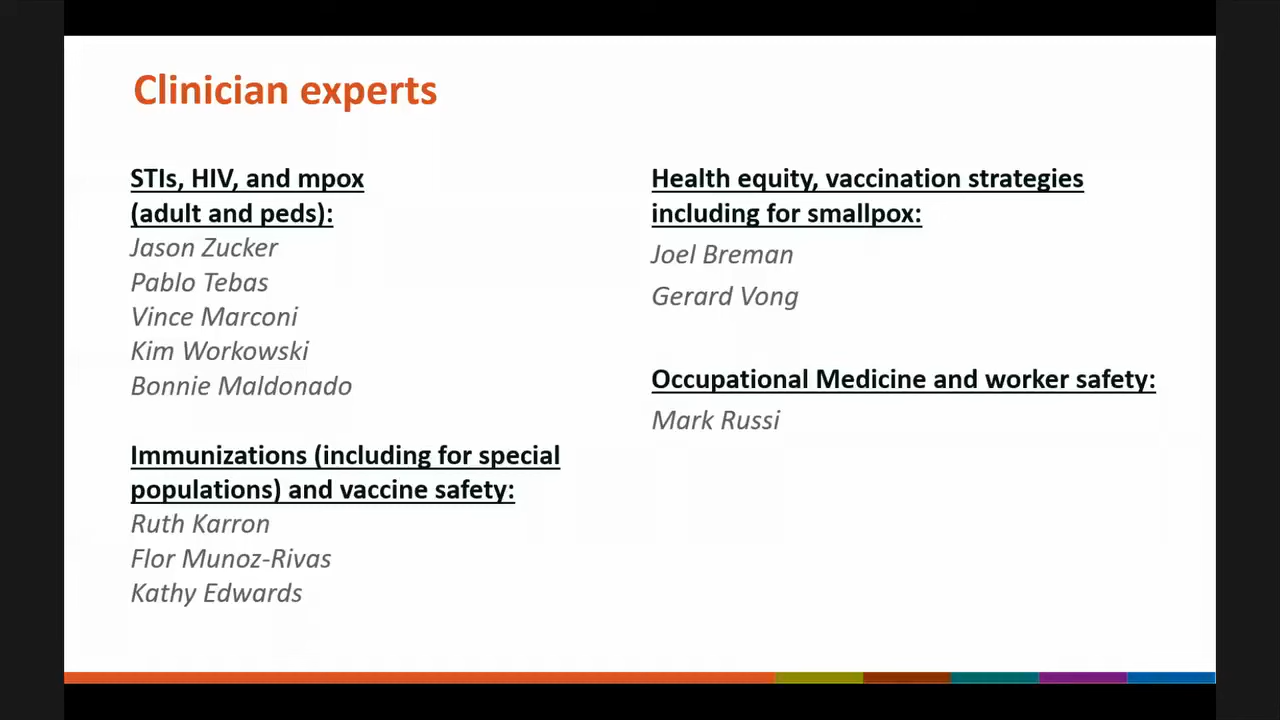 Clinician experts
STIs, HIV, and mpox
(adult and peds):
Jason Zucker
Pablo Tebas
Vince Marconi
Kim Workowski
Bonnie Maldonado
Immunizations (including for special
populations) and vaccine safety:
Ruth Karron
Flor Munoz-Rivas
Kathy Edwards
Health equity, vaccination strategies
including for smallpox:
Joel Breman
Gerard Vong
Occupational Medicine and worker safety:
Mark Russi